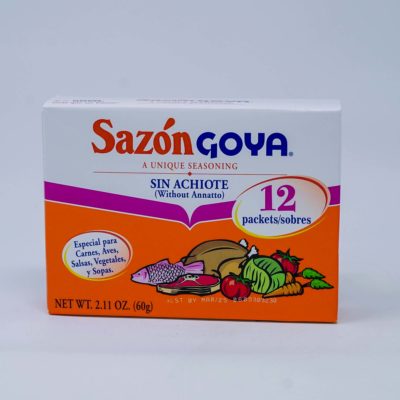 Sazón GOYA®
A UNIQUE SEASONING
SIN ACHIOTE
(Without Annatto)
12
packets/sobres
Especial para
Carnes, Aves,
Salsas, Vegetales,
y Sopas.
NET WT. 2.11 OZ. (60g)